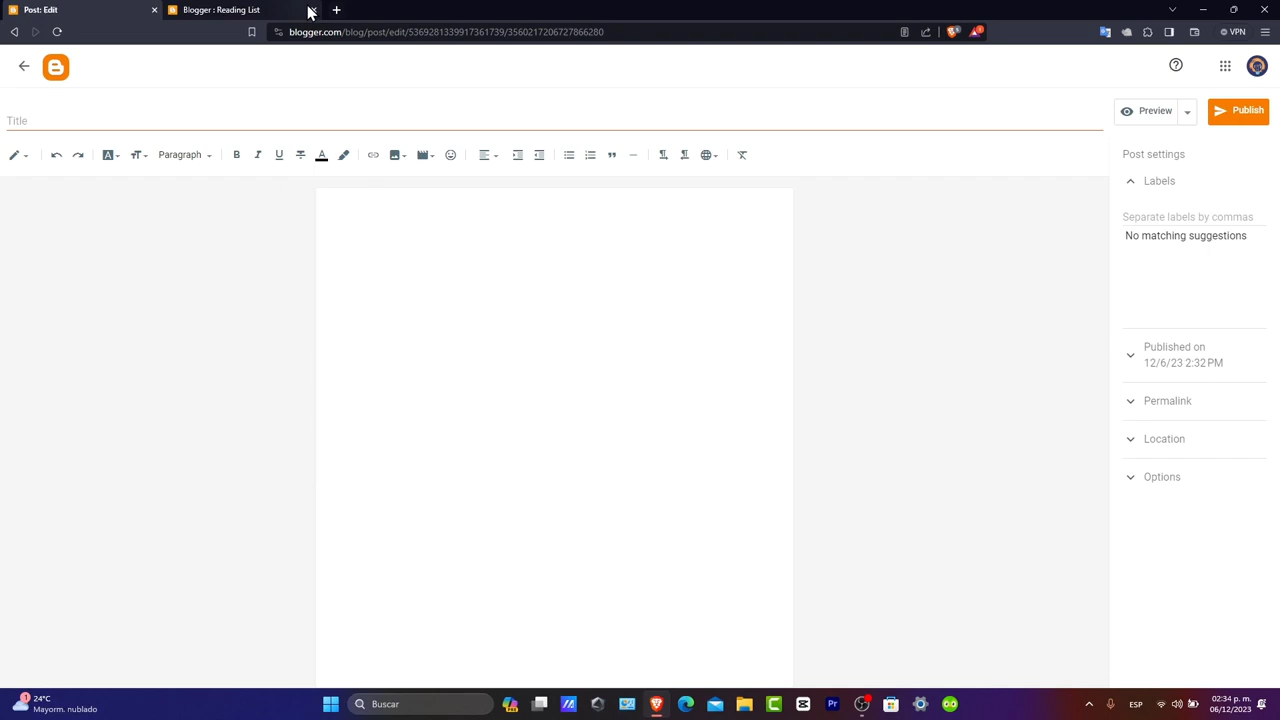 Post: Edit
Blogger : Reading List
blogger.com/blog/post/edit/5369281339917361739/3560217206727866280
VPN
Title
Preview
Publish
Paragraph
Post settings
Labels
Separate labels by commas
No matching suggestions
Published on
12/6/23 2:32 PM
Permalink
Location
Options
1
24°C
Mayorm. nublado
Buscar
ESP
02:34 p. m.
06/12/2023